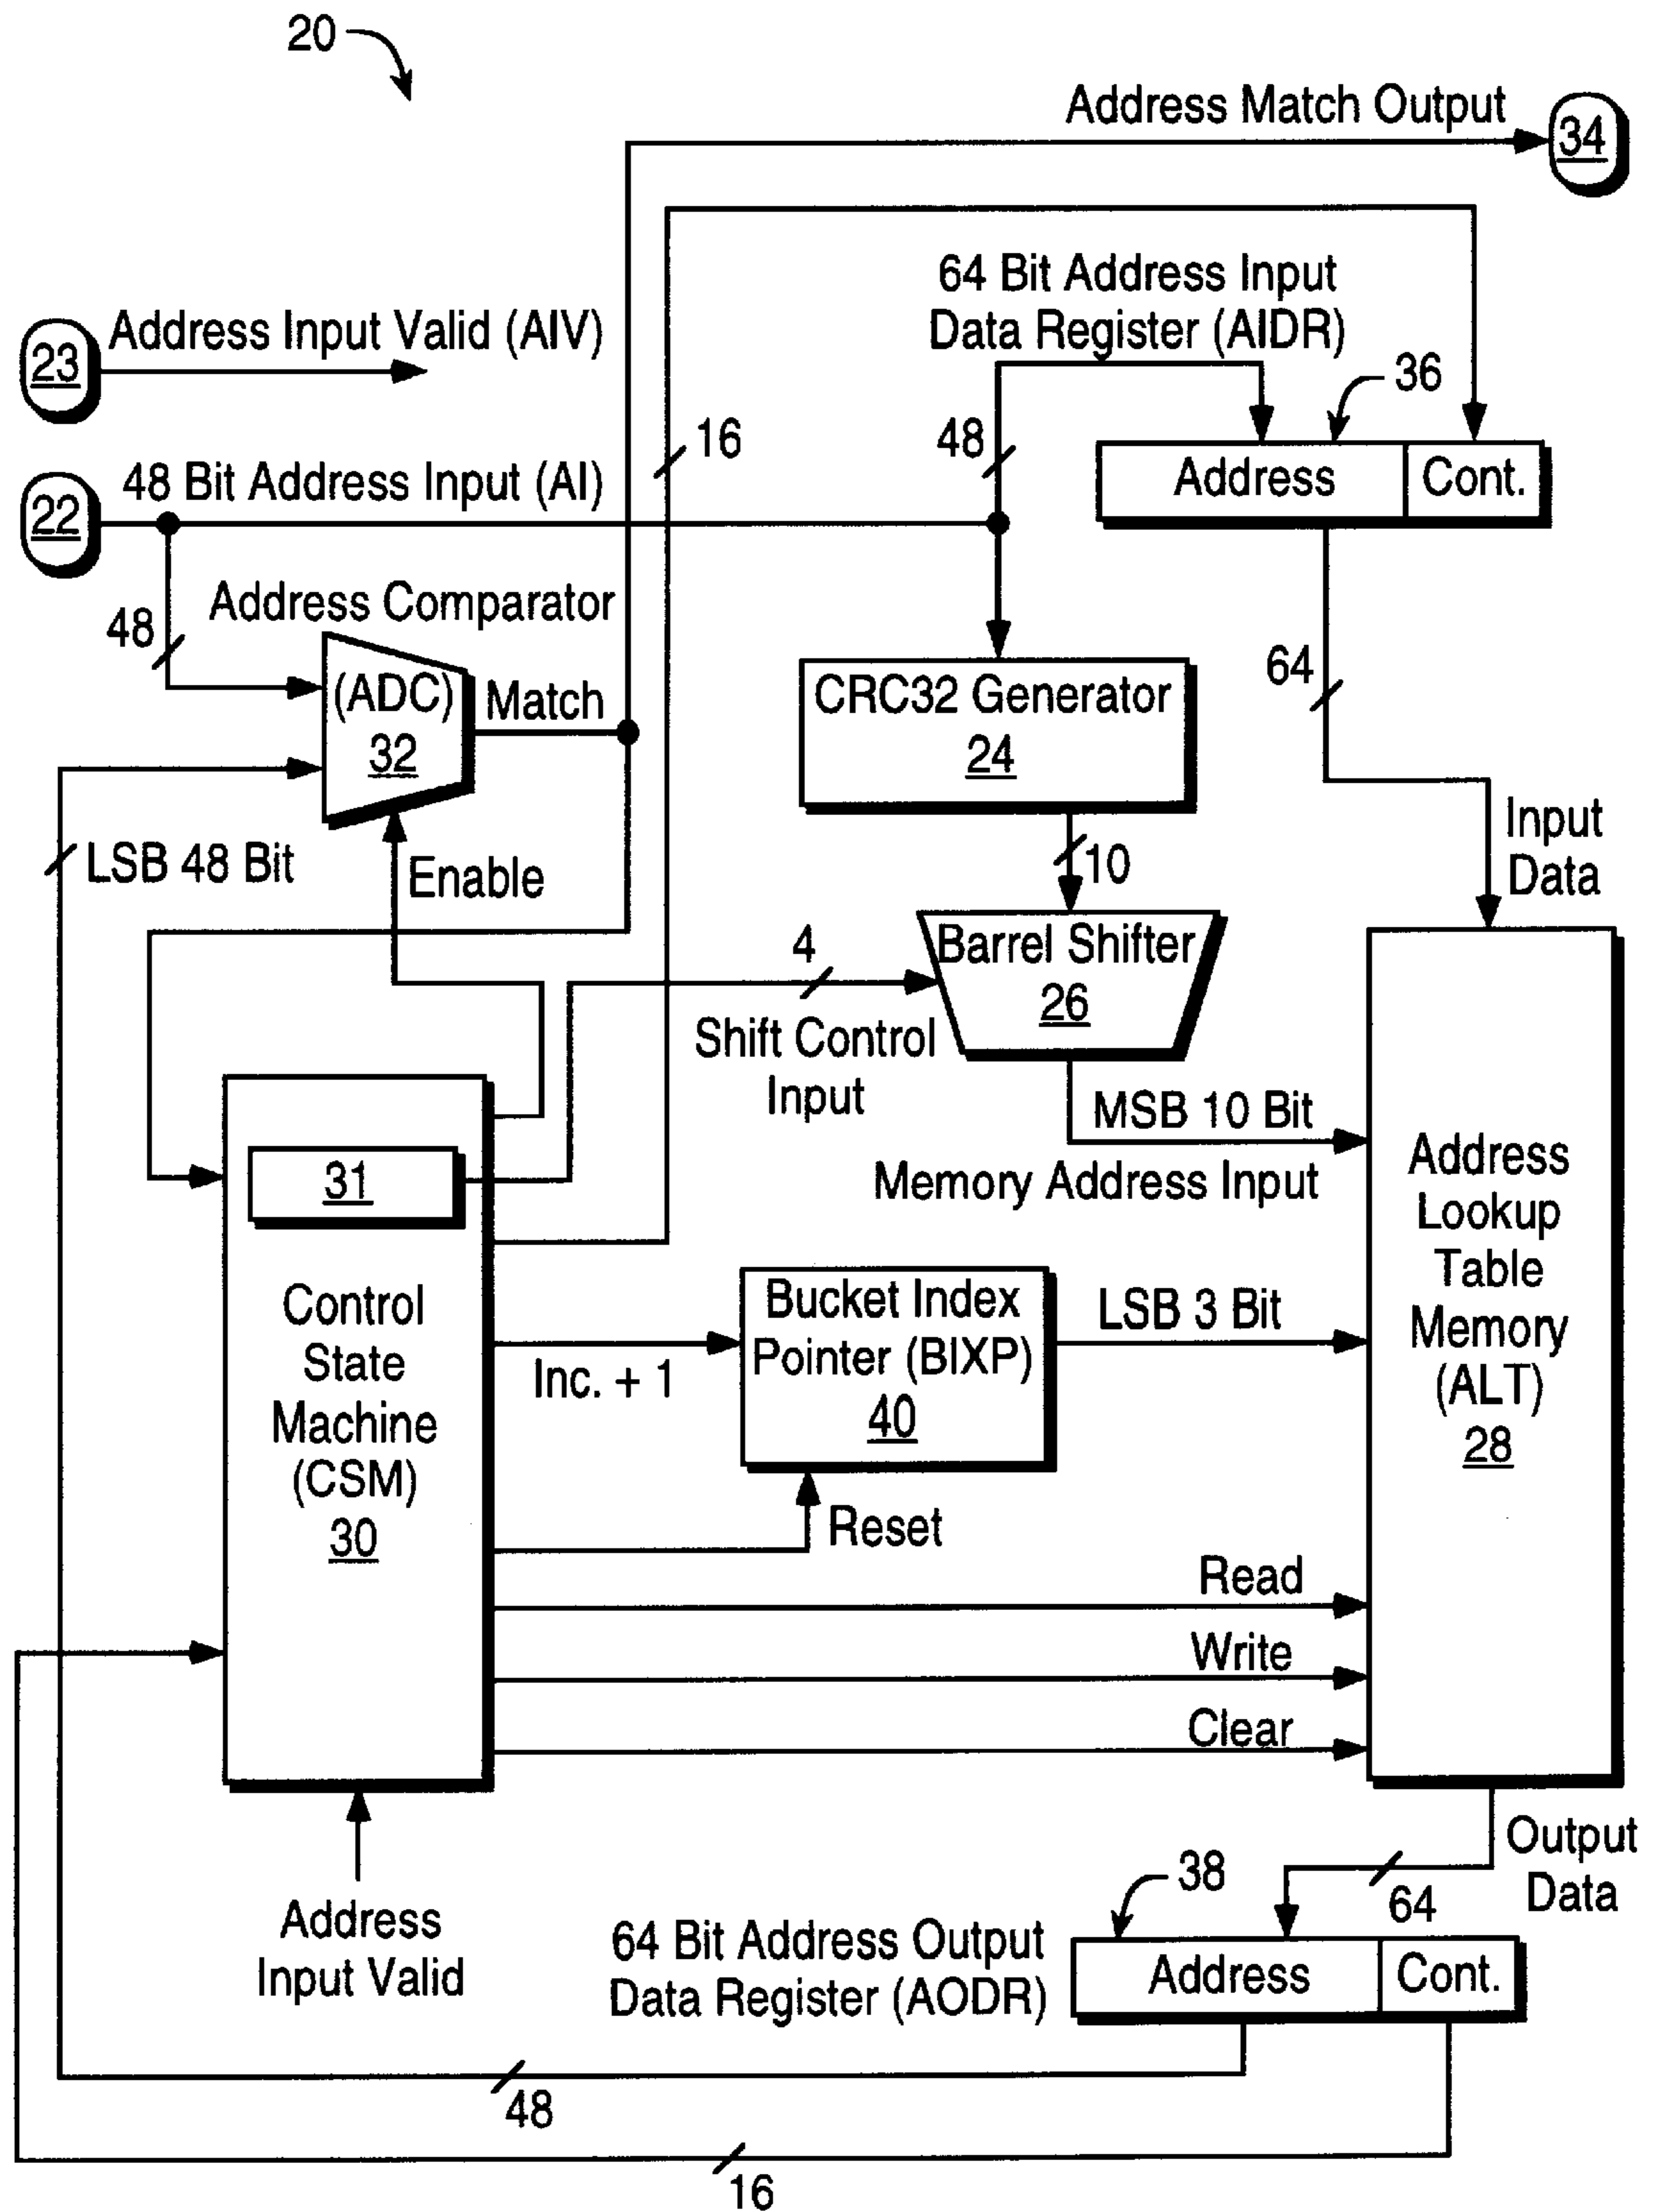 20
Address Match Output
34
64 Bit Address Input
Data Register (AIDR)
Address Input Valid (AIV)
23
36
16
48
48 Bit Address Input (AI)
22
Address
Cont.
Address Comparator
48
64
(ADC)
32
Match
CRC32 Generator
24
Input
Data
LSB 48 Bit
Enable
10
4
Barrel Shifter
26
Shift Control
Input
MSB 10 Bit
Memory Address Input
31
Address
Lookup
Table
Memory
(ALT)
28
Control
State
Machine
(CSM)
30
Bucket Index
Pointer (BIXP)
40
LSB 3 Bit
Inc. + 1
Reset
Read
Write
Clear
Output
Data
Address
Input Valid
38
64
64 Bit Address Output
Data Register (AODR)
Address
Cont.
48
16